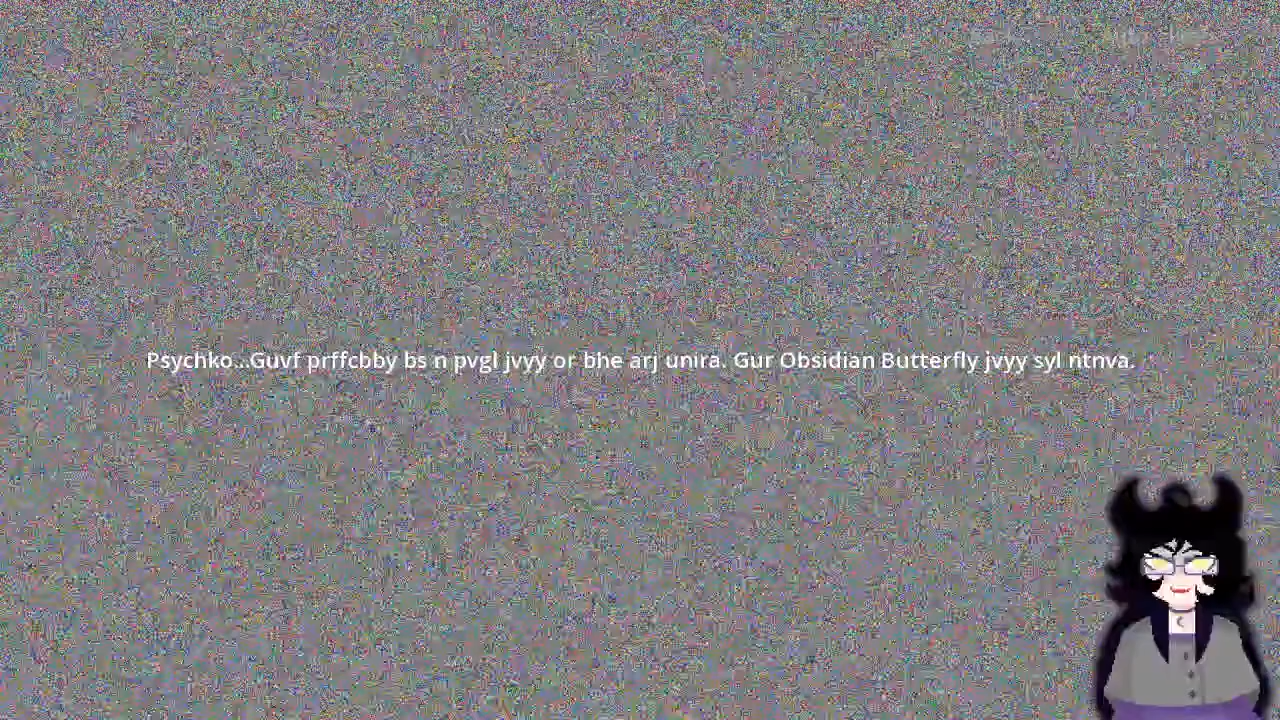 Psychko...Guvf prffcbby bs n pvgl jvyy or bhe arj unira. Gur Obsidian Butterfly jvyy syl ntnva.